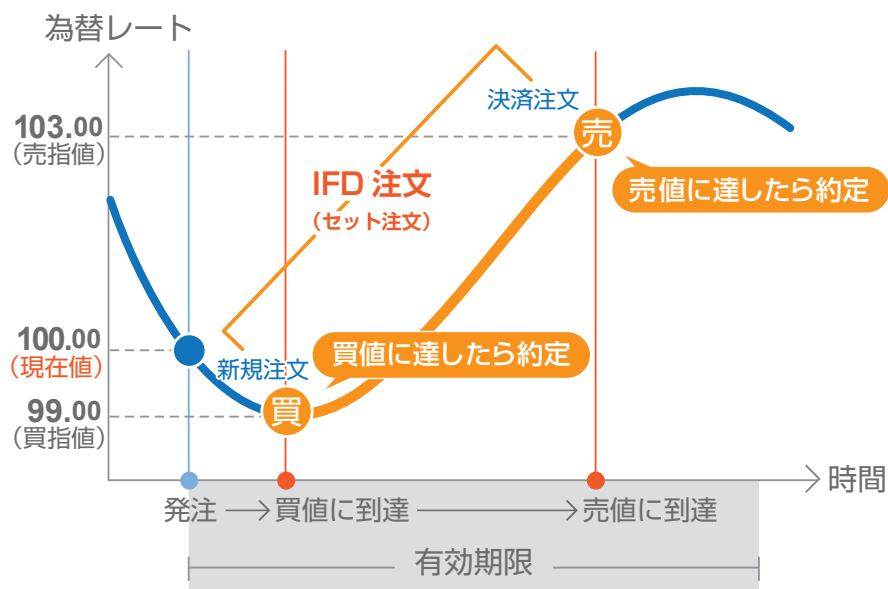 為替レート
決済注文
103.00
(売指値)
売
IFD 注文
(セット注文)
売値に達したら約定
100.00
(現在値)
新規注文
買値に達したら約定
99.00
(買指値)
買
時間
発注 → 買値に到達 → 売値に到達
有効期限